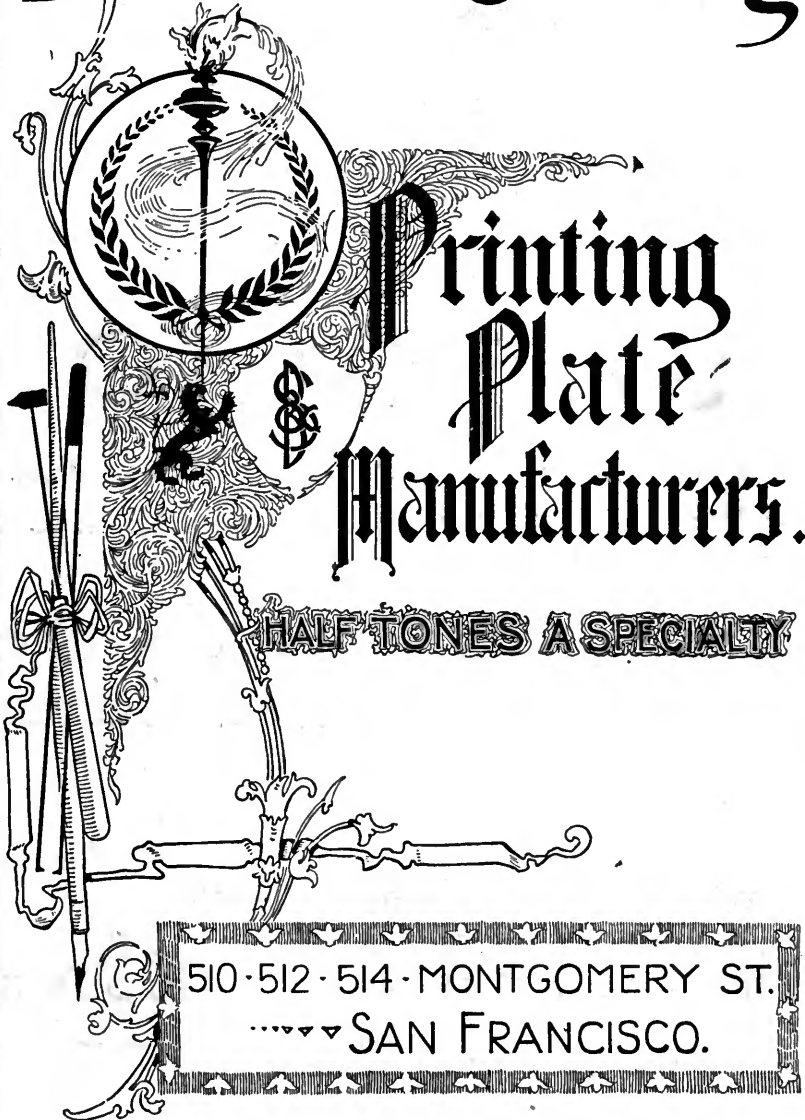 Printing
Plate
Manufacturers.
HALF TONES A SPECIALTY
510·512·514·MONTGOMERY ST.
SAN FRANCISCO.